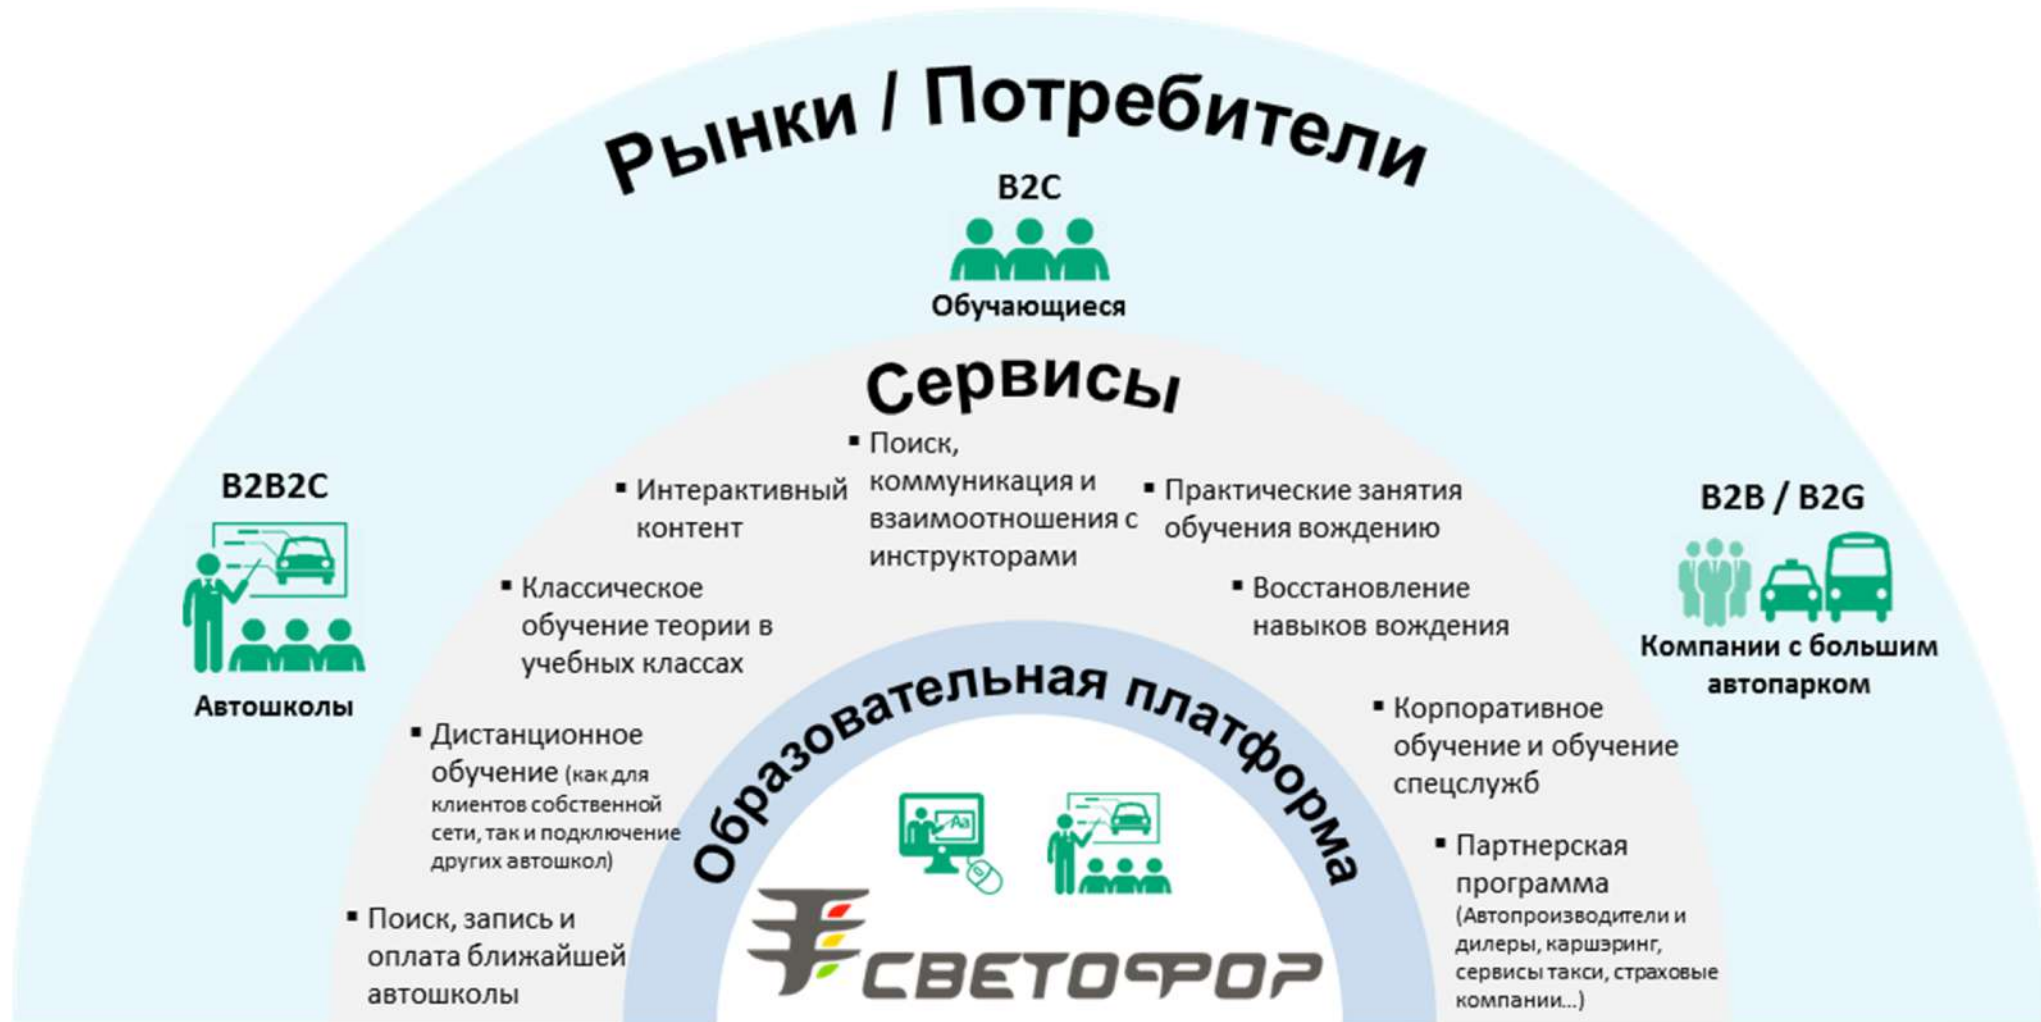 Рынки / Потребители
B2C
Обучающиеся
B2B2C
Автошколы
B2B / B2G
Компании с большим
автопарком
Сервисы
▪ Поиск, запись и
оплата ближайшей
автошколы
▪ Дистанционное
обучение (как для
клиентов собственной
сети, так и подключение
других автошкол)
▪ Классическое
обучение теории в
учебных классах
▪ Интерактивный
контент
▪ Поиск,
коммуникация и
взаимоотношения с
инструкторами
▪ Практические занятия
обучения вождению
▪ Восстановление
навыков вождения
▪ Корпоративное
обучение и обучение
спецслужб
▪ Партнерская
программа
(Автопроизводители и
дилеры, каршэринг,
сервисы такси, страховые
компании...)
Образовательная платформа
Aa
СВЕТОФОР